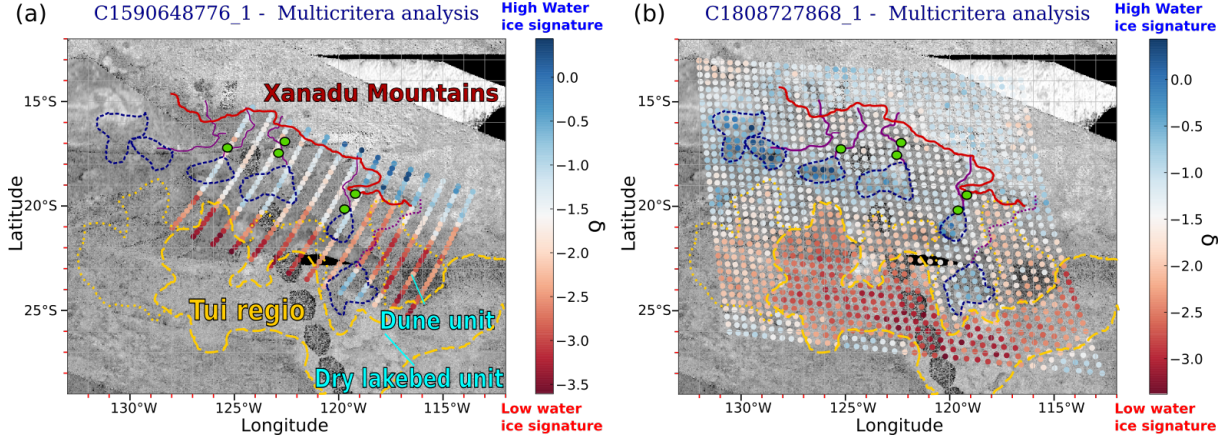 (a)
C1590648776_1 - Multicritera analysis
High Water
ice signature
Xanadu Mountains
Tui regio
Dune unit
Dry lakebed unit
15°S
20°S
25°S
Latitude
130°W 125°W 120°W 115°W
Longitude
0.0
−0.5
−1.0
−1.5
−2.0
−2.5
−3.0
−3.5
δ
Low water
ice signature
(b)
C1808727868_1 - Multicritera analysis
High Water
ice signature
15°S
20°S
25°S
Latitude
130°W 125°W 120°W 115°W
Longitude
0.0
−0.5
−1.0
−1.5
−2.0
−2.5
−3.0
δ
Low water
ice signature